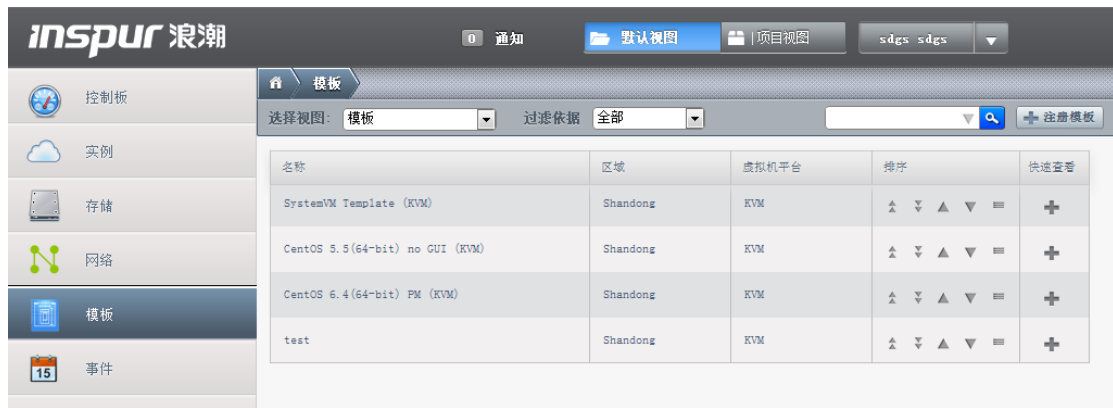 inspur 浪潮 0 通知 默认视图 |项目视图 sdgs sdgs
控制板
实例
存储
网络
模板
15 事件
模板
选择视图: 模板 过滤依据 全部 注册模板
名称 区域 虚拟机平台 排序 快速查看
SystemVM Template (KVM) Shandong KVM
CentOS 5.5(64-bit) no GUI (KVM) Shandong KVM
CentOS 6.4(64-bit) PM (KVM) Shandong KVM
test Shandong KVM